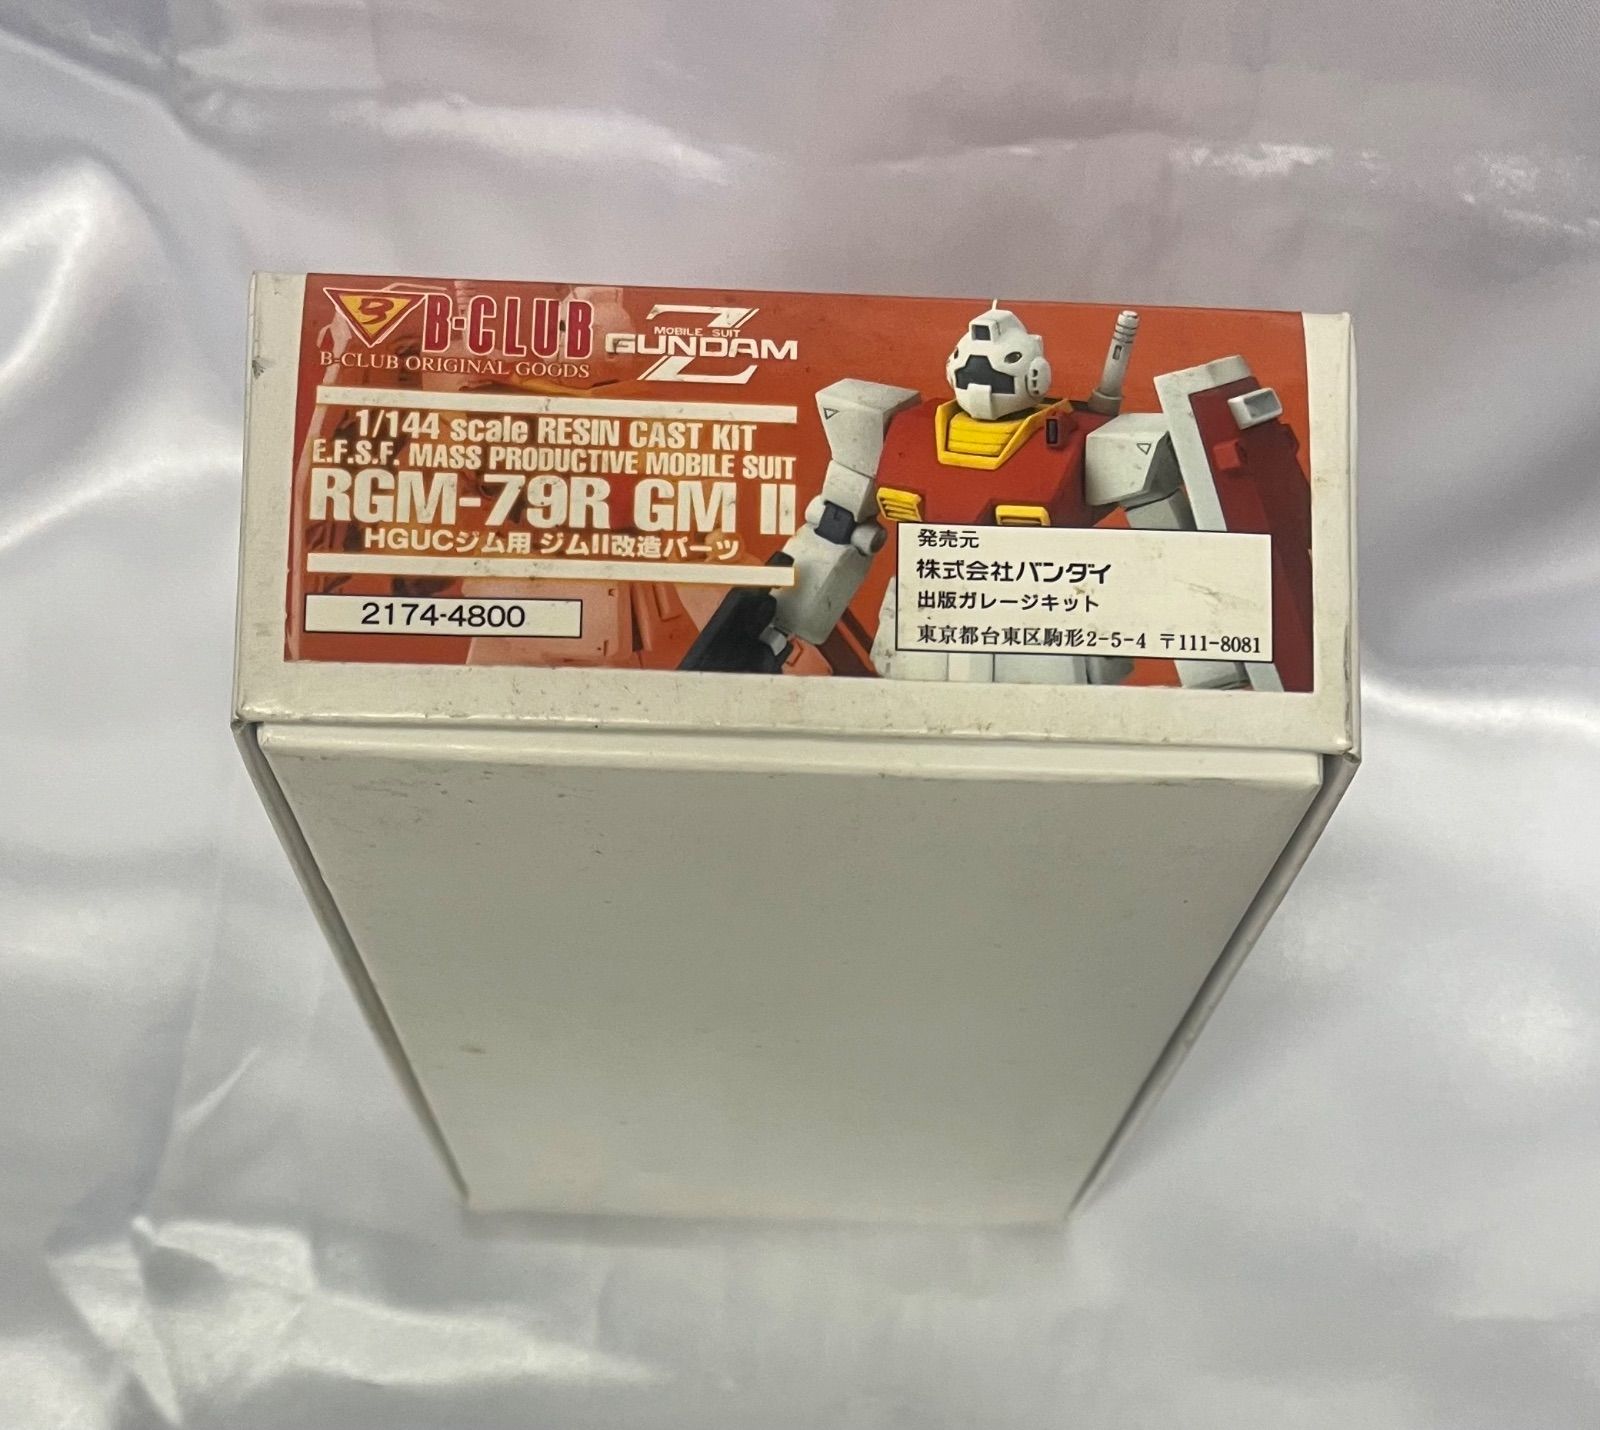 B B-CLUB
B-CLUB ORIGINAL GOODS
MOBILE SUIT
Z GUNDAM
1/144 scale RESIN CAST KIT
E.F.S.F. MASS PRODUCTIVE MOBILE SUIT
RGM-79R GM II
HGUCジム用 ジムII改造パーツ
2174-4800
発売元
株式会社バンダイ
出版ガレージキット
東京都台東区駒形2-5-4 〒111-8081